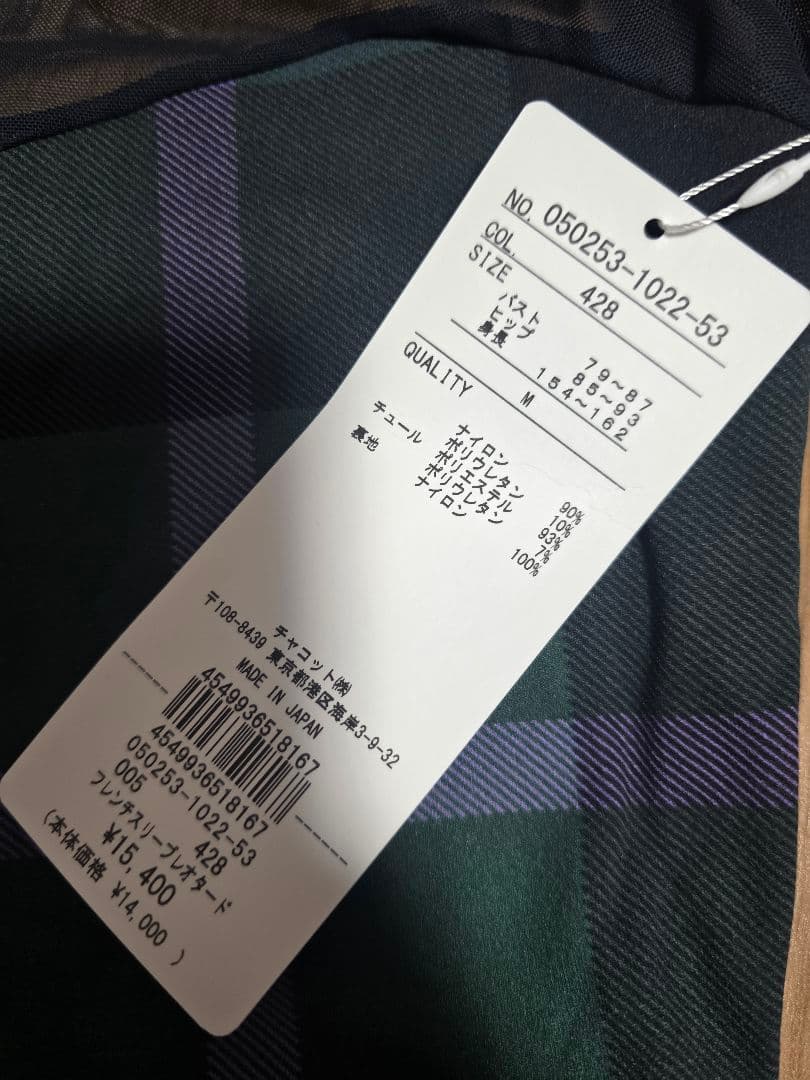 NO. 050253-1022-53
COL. 428
SIZE
バスト 79~87
ヒップ 85~93
身長 154~162
M
QUALITY
ナイロン 90%
ポリウレタン 10%
チュール ポリエステル 93%
ポリウレタン 7%
裏地 ナイロン 100%
チャコット㈱
〒108-8439 東京都港区海岸3-9-32
MADE IN JAPAN
4549936518167
4549936518167
050253-1022-53
005 428
フレンチスリーブレオタード
¥15,400
(本体価格 ¥14,000 )